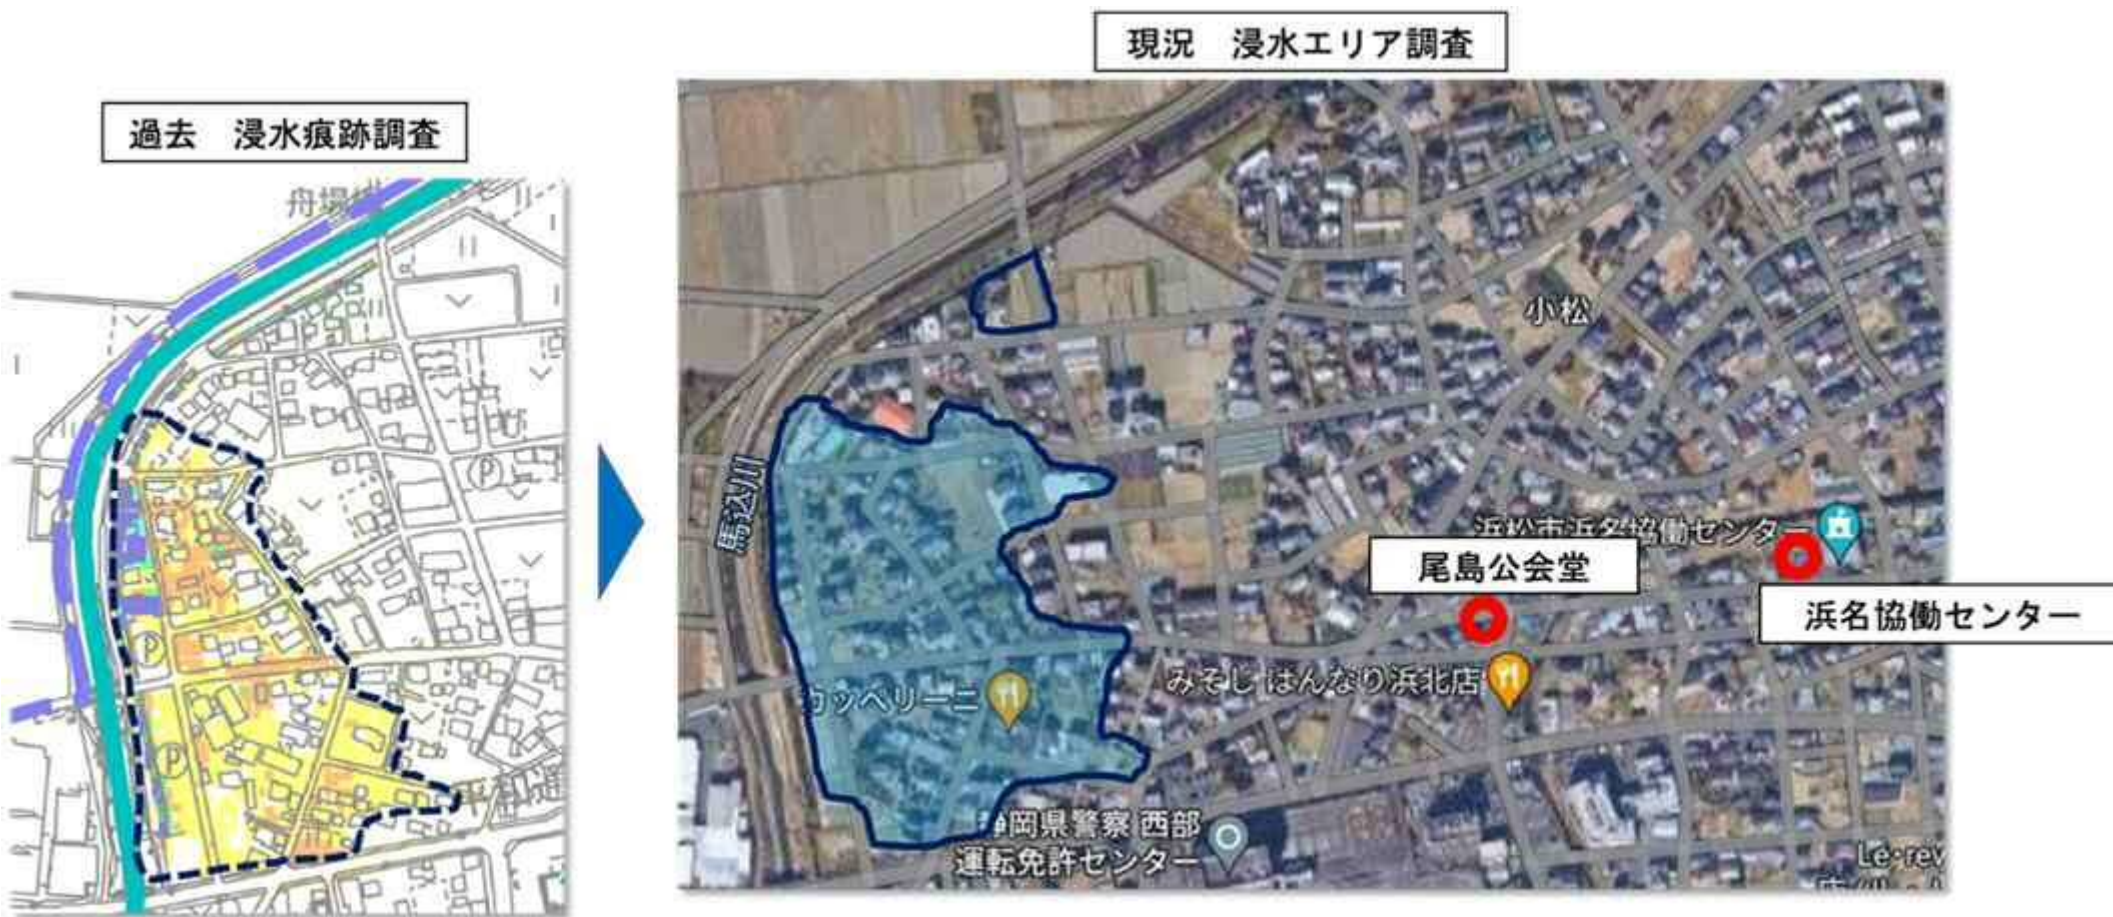 現況　浸水エリア調査
過去　浸水痕跡調査
小松
馬込川
浜松市浜名協働センター
尾島公会堂
浜名協働センター
みそじ はんなり浜北店
カッペリーニ
静岡県警察 西部
運転免許センター
P
P
P